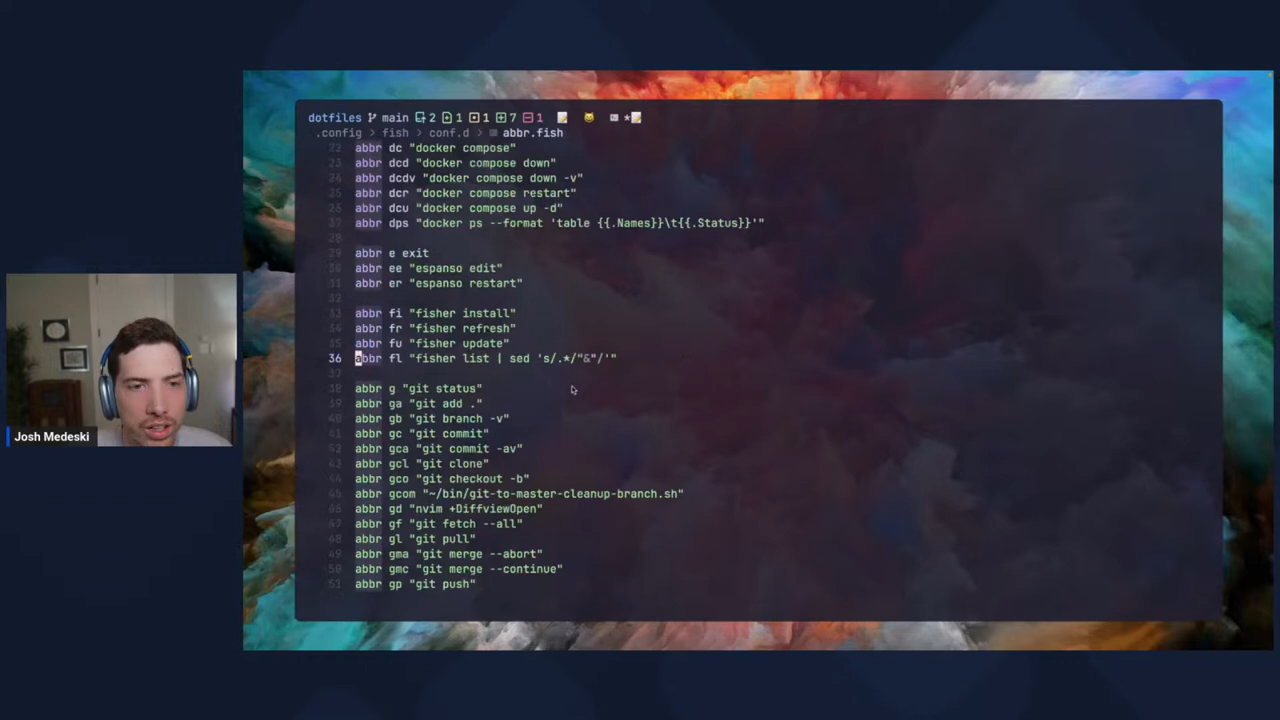 dotfiles main 2 1 1 7 1 *
.config > fish > conf.d > abbr.fish
22 abbr dc "docker compose"
23 abbr dcd "docker compose down"
24 abbr dcdv "docker compose down -v"
25 abbr dcr "docker compose restart"
26 abbr dcu "docker compose up -d"
27 abbr dps "docker ps --format 'table {{.Names}}\t{{.Status}}'"
28
29 abbr e exit
30 abbr ee "espanso edit"
31 abbr er "espanso restart"
32
33 abbr fi "fisher install"
34 abbr fr "fisher refresh"
35 abbr fu "fisher update"
36 abbr fl "fisher list | sed 's/.*/"&"/'"
37
38 abbr g "git status"
39 abbr ga "git add ."
40 abbr gb "git branch -v"
41 abbr gc "git commit"
42 abbr gca "git commit -av"
43 abbr gcl "git clone"
44 abbr gco "git checkout -b"
45 abbr gcom "~/bin/git-to-master-cleanup-branch.sh"
46 abbr gd "nvim +DiffviewOpen"
47 abbr gf "git fetch --all"
48 abbr gl "git pull"
49 abbr gma "git merge --abort"
50 abbr gmc "git merge --continue"
51 abbr gp "git push"
Josh Medeski